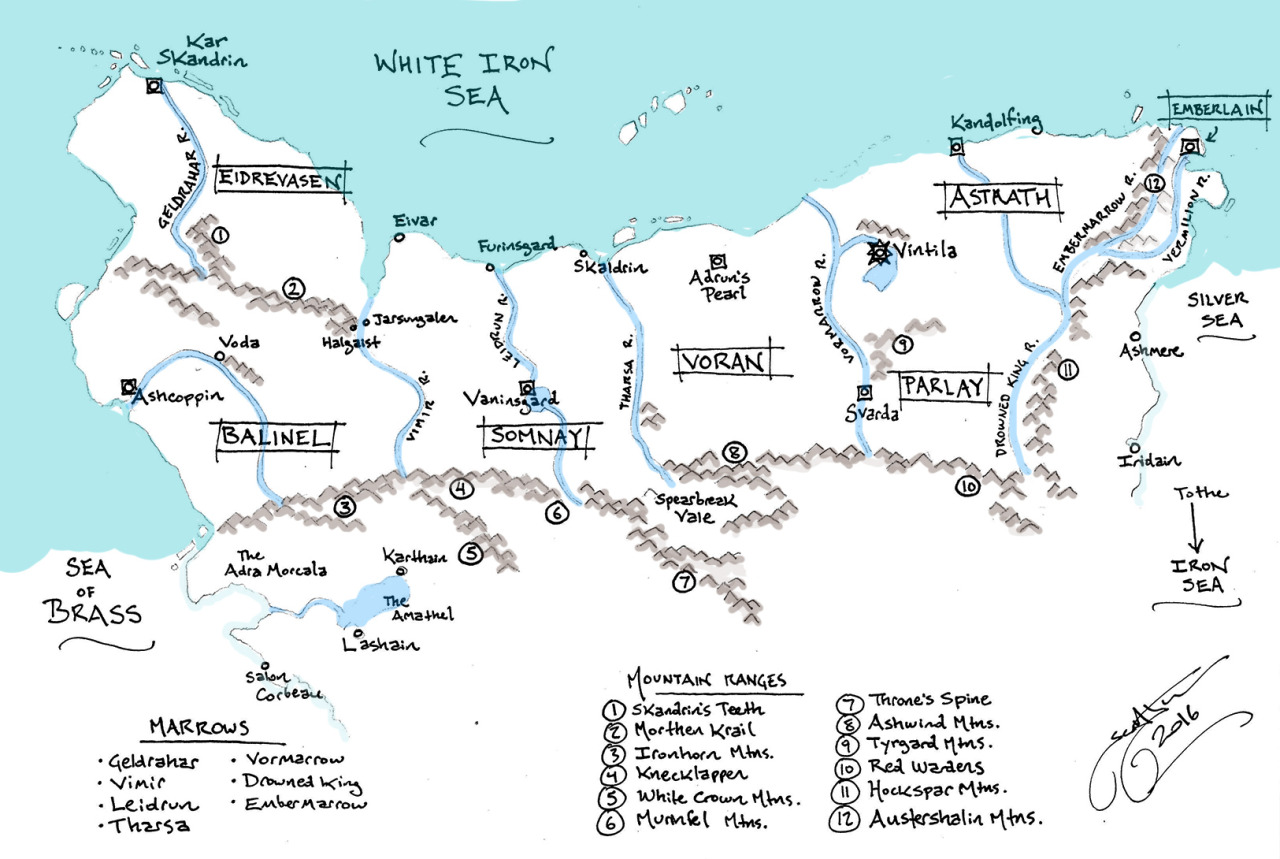 Kar
Skandrin
WHITE IRON
SEA
GELDRAHAR R.
EIDREVASEN
Eivar
Furinsgard
Skaldrin
Adrun's
Pearl
Vintila
Kandolfing
ASTRATH
EMBERLAIN
EMBERMARROW R.
VERMILION R.
SILVER
SEA
1
2
12
Jarsungalen
Halgaist
Voda
Ashcoppin
BALINEL
VIMIR R.
LEIDRUN R.
Vaninsgard
SOMNAY
THARSA R.
VORAN
VORMARROW R.
9
PARLAY
Svarda
DROWNED KING R.
11
Ashmere
Iridain
3
4
5
6
7
8
10
Spearbreak
Vale
To the
IRON
SEA
SEA
OF
BRASS
The
Adra Morcala
Karthain
The
Amathel
Lashain
Salon
Corbeau
MARROWS
• Geldrahar
• Vimir
• Leidrun
• Tharsa
• Vormarrow
• Drowned King
• Embermarrow
MOUNTAIN RANGES
1 Skandrin's Teeth
2 Morthen Krail
3 Ironhorn Mtns.
4 Knecklapper
5 White Crown Mtns.
6 Murnfel Mtns.
7 Throne's Spine
8 Ashwind Mtns.
9 Tyrgard Mtns.
10 Red Warders
11 Hockspar Mtns.
12 Austershalin Mtns.
2016